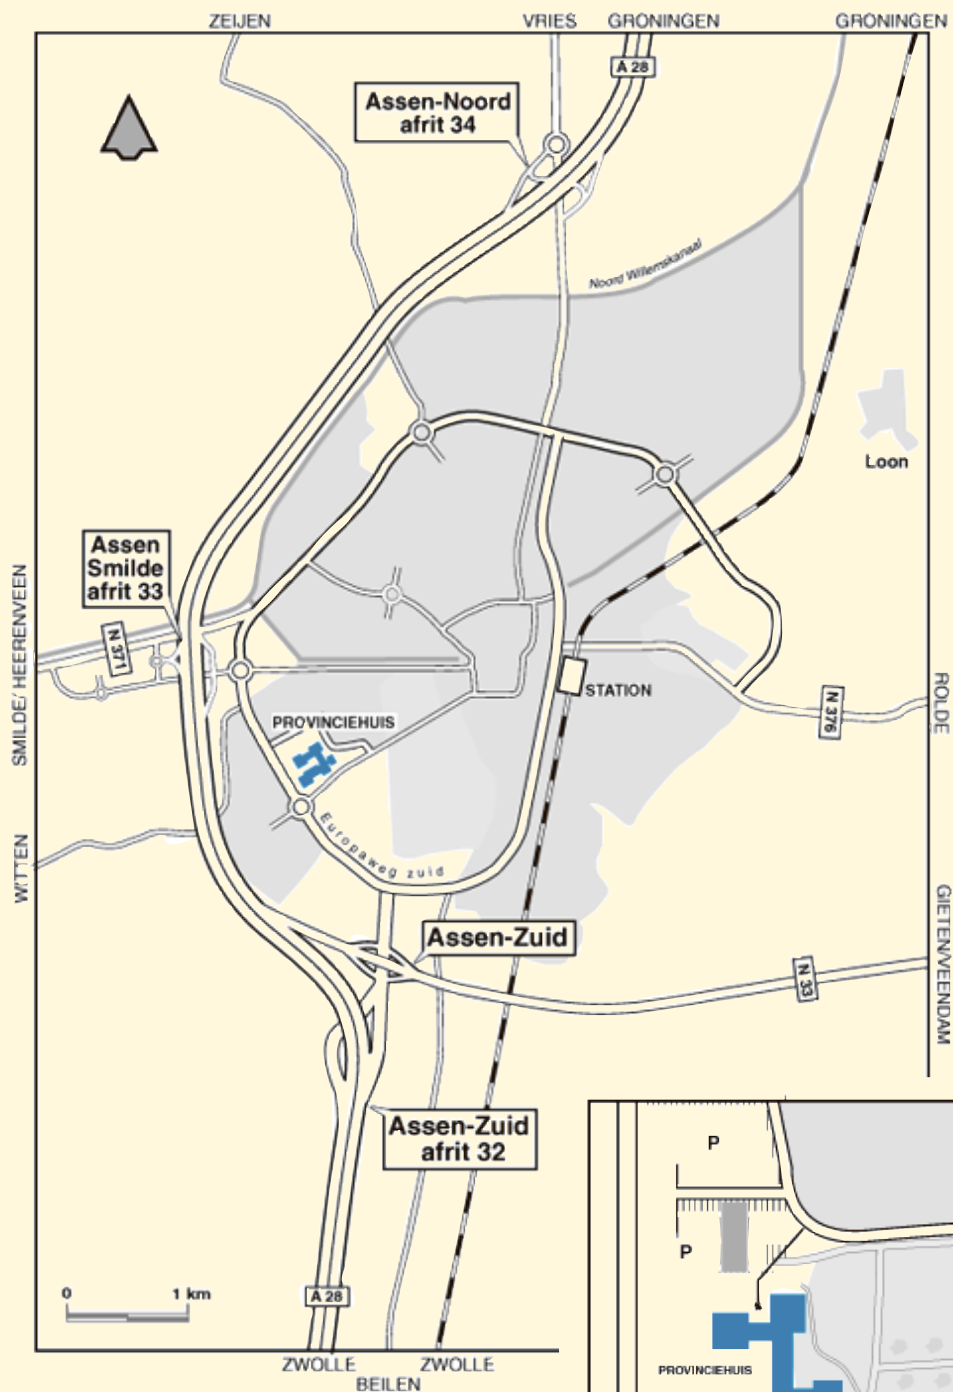 ZEIJEN
VRIES
GRONINGEN
GRONINGEN
A 28
Assen-Noord
afrit 34
Noord Willemskanaal
Loon
Assen
Smilde
afrit 33
SMILDE/ HEERENVEEN
N 371
STATION
PROVINCIEHUIS
N 376
ROLDE
Europaweg zuid
WITTEN
Assen-Zuid
N 33
GIETEN/VEENDAM
Assen-Zuid
afrit 32
P
P
0 1 km
A 28
PROVINCIEHUIS
ZWOLLE
ZWOLLE
BEILEN